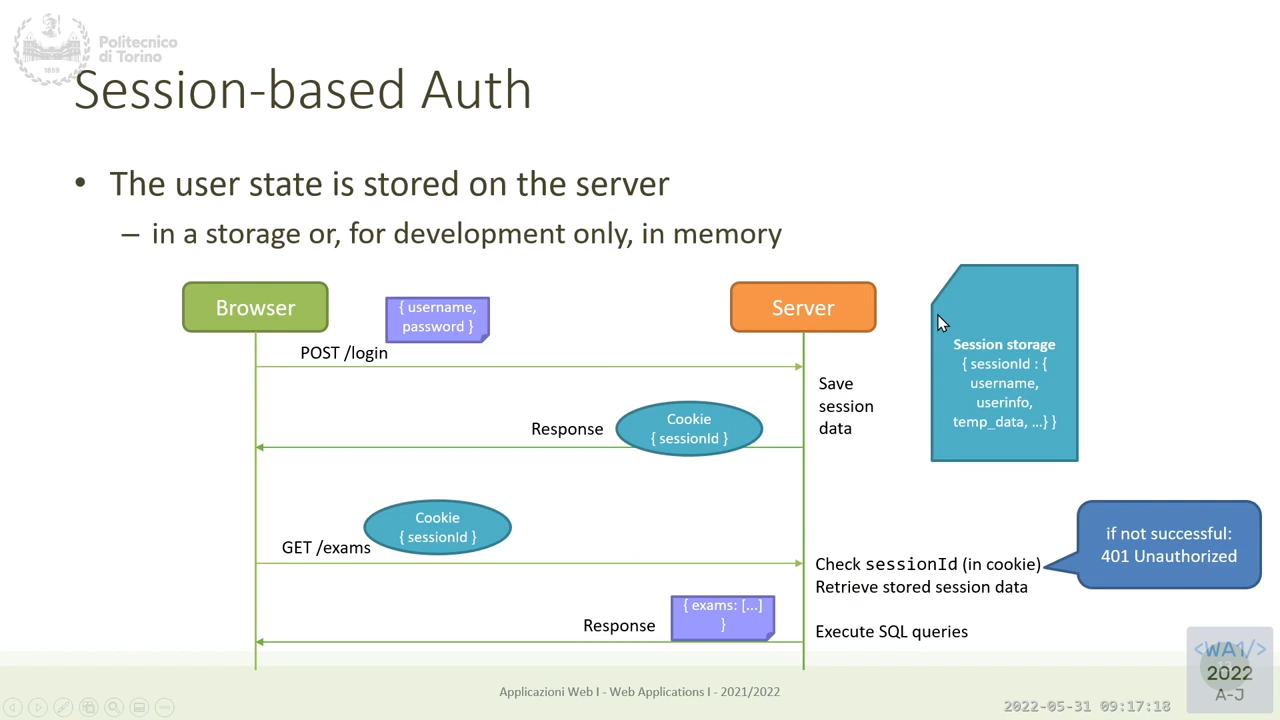 Politecnico
di Torino
1859
Session-based Auth
• The user state is stored on the server
– in a storage or, for development only, in memory
Browser
{ username,
password }
Server
POST /login
Session storage
{ sessionId : {
username,
userinfo,
temp_data, ...} }
Save
session
data
Response
Cookie
{ sessionId }
Cookie
{ sessionId }
GET /exams
if not successful:
401 Unauthorized
Check sessionId (in cookie)
Retrieve stored session data
{ exams: [...]
}
Response
Execute SQL queries
<WA1/>
2022
A-J
Applicazioni Web I - Web Applications I - 2021/2022
2022-05-31 09:17:18